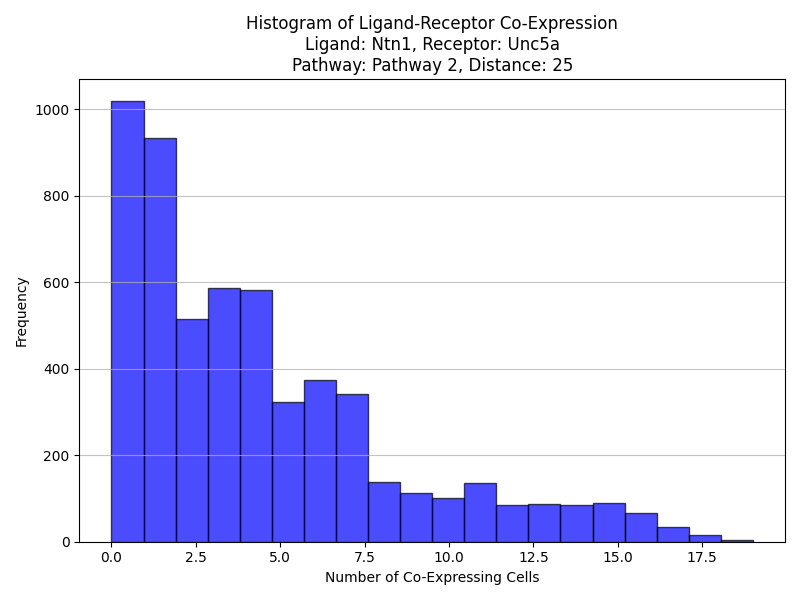 Histogram of Ligand-Receptor Co-Expression
Ligand: Ntn1, Receptor: Unc5a
Pathway: Pathway 2, Distance: 25
1000
800
600
400
200
0
Frequency
0.0 2.5 5.0 7.5 10.0 12.5 15.0 17.5
Number of Co-Expressing Cells